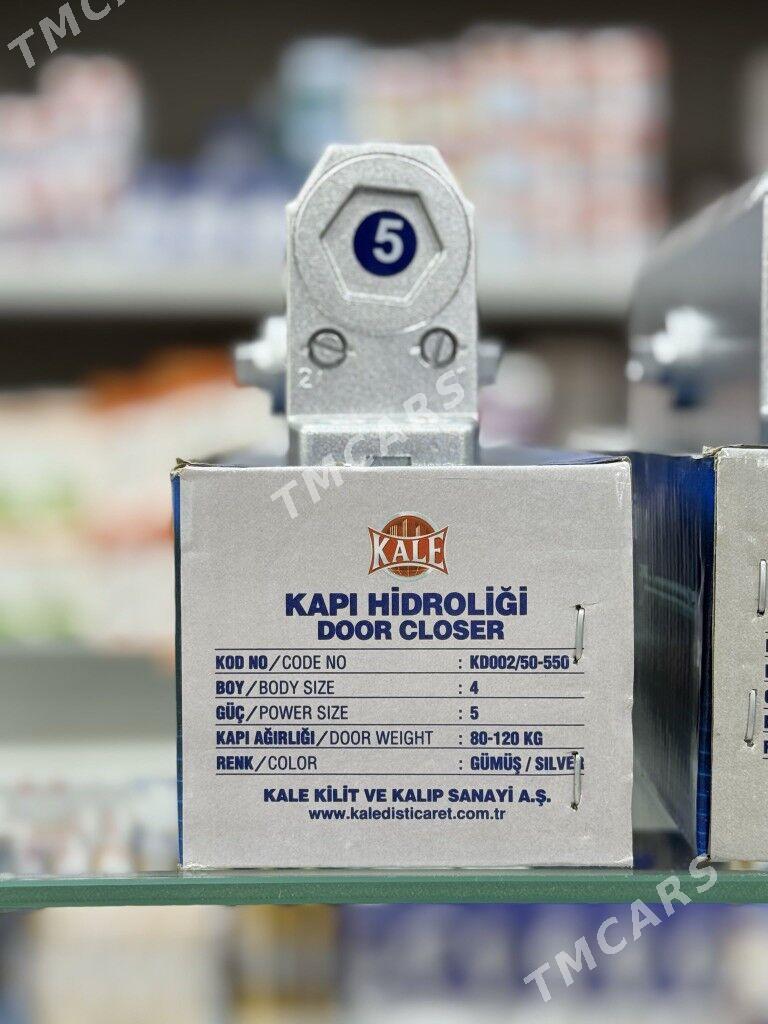 TMCARS
5
2
TMCARS
KALE
KAPI HİDROLİĞİ
DOOR CLOSER
KOD NO/CODE NO : KD002/50-550
BOY/BODY SIZE : 4
GÜÇ/POWER SIZE : 5
KAPI AĞIRLIĞI/DOOR WEIGHT : 80-120 KG
RENK/COLOR : GÜMÜŞ / SILVER
KALE KİLİT VE KALIP SANAYİ A.Ş.
www.kaledisticaret.com.tr
TMCARS